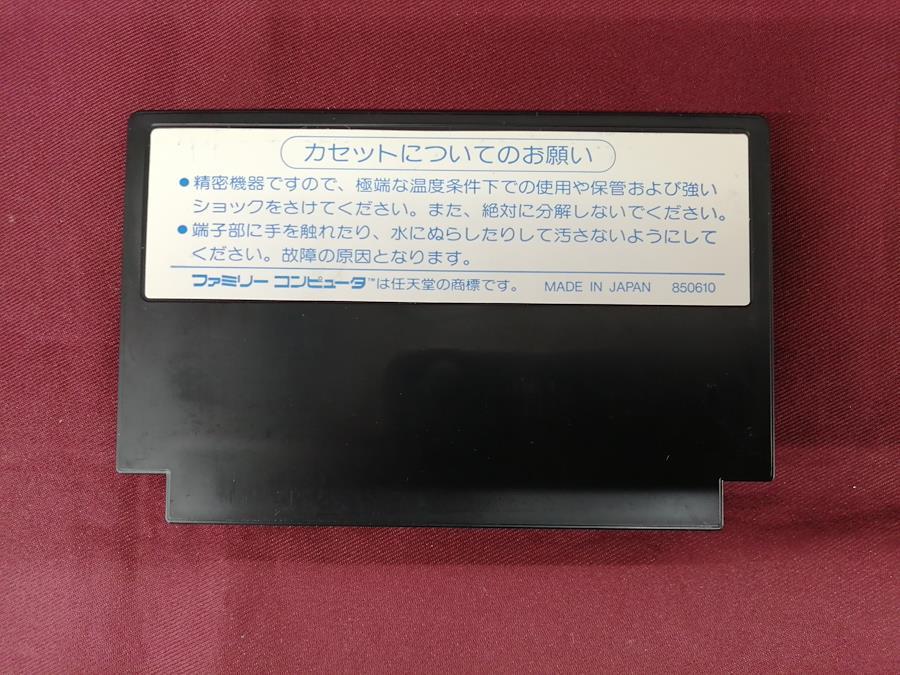 カセットについてのお願い
●精密機器ですので、極端な温度条件下での使用や保管および強い
ショックをさけてください。また、絶対に分解しないでください。
●端子部に手を触れたり、水にぬらしたりして汚さないようにして
ください。故障の原因となります。
ファミリー コンピュータ™は任天堂の商標です。 MADE IN JAPAN 850610